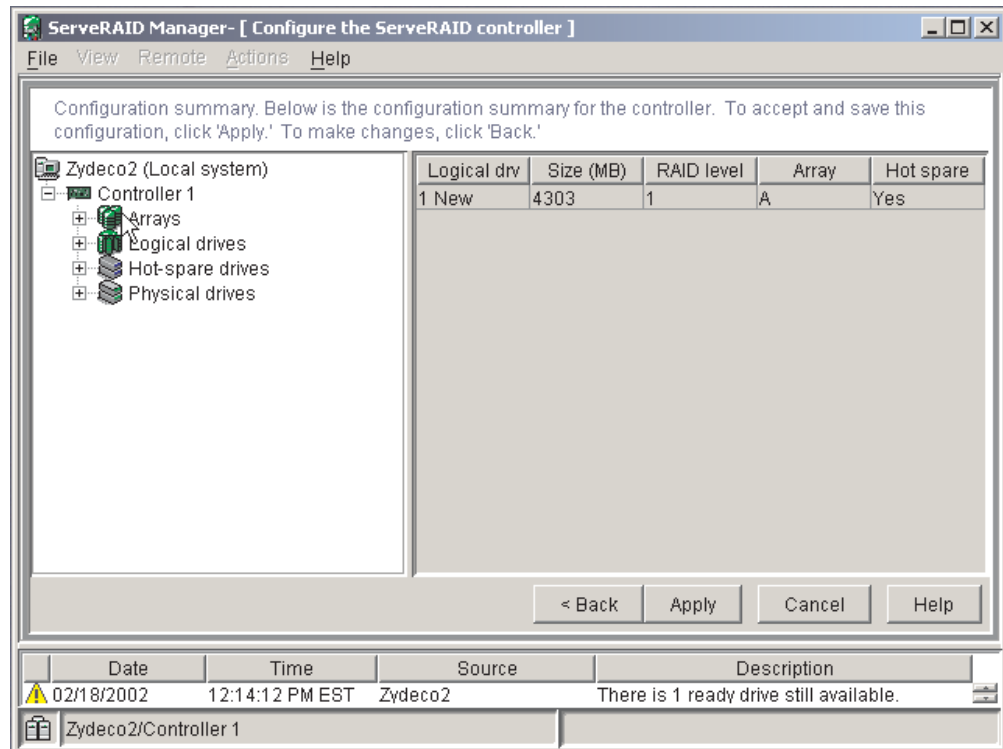 ServeRAID Manager- [ Configure the ServeRAID controller ]
File View Remote Actions Help
Configuration summary. Below is the configuration summary for the controller. To accept and save this
configuration, click 'Apply.' To make changes, click 'Back.'
Zydeco2 (Local system)
Controller 1
Arrays
Logical drives
Hot-spare drives
Physical drives
Logical drv Size (MB) RAID level Array Hot spare
1 New 4303 1 A Yes
< Back Apply Cancel Help
Date Time Source Description
02/18/2002 12:14:12 PM EST Zydeco2 There is 1 ready drive still available.
Zydeco2/Controller 1